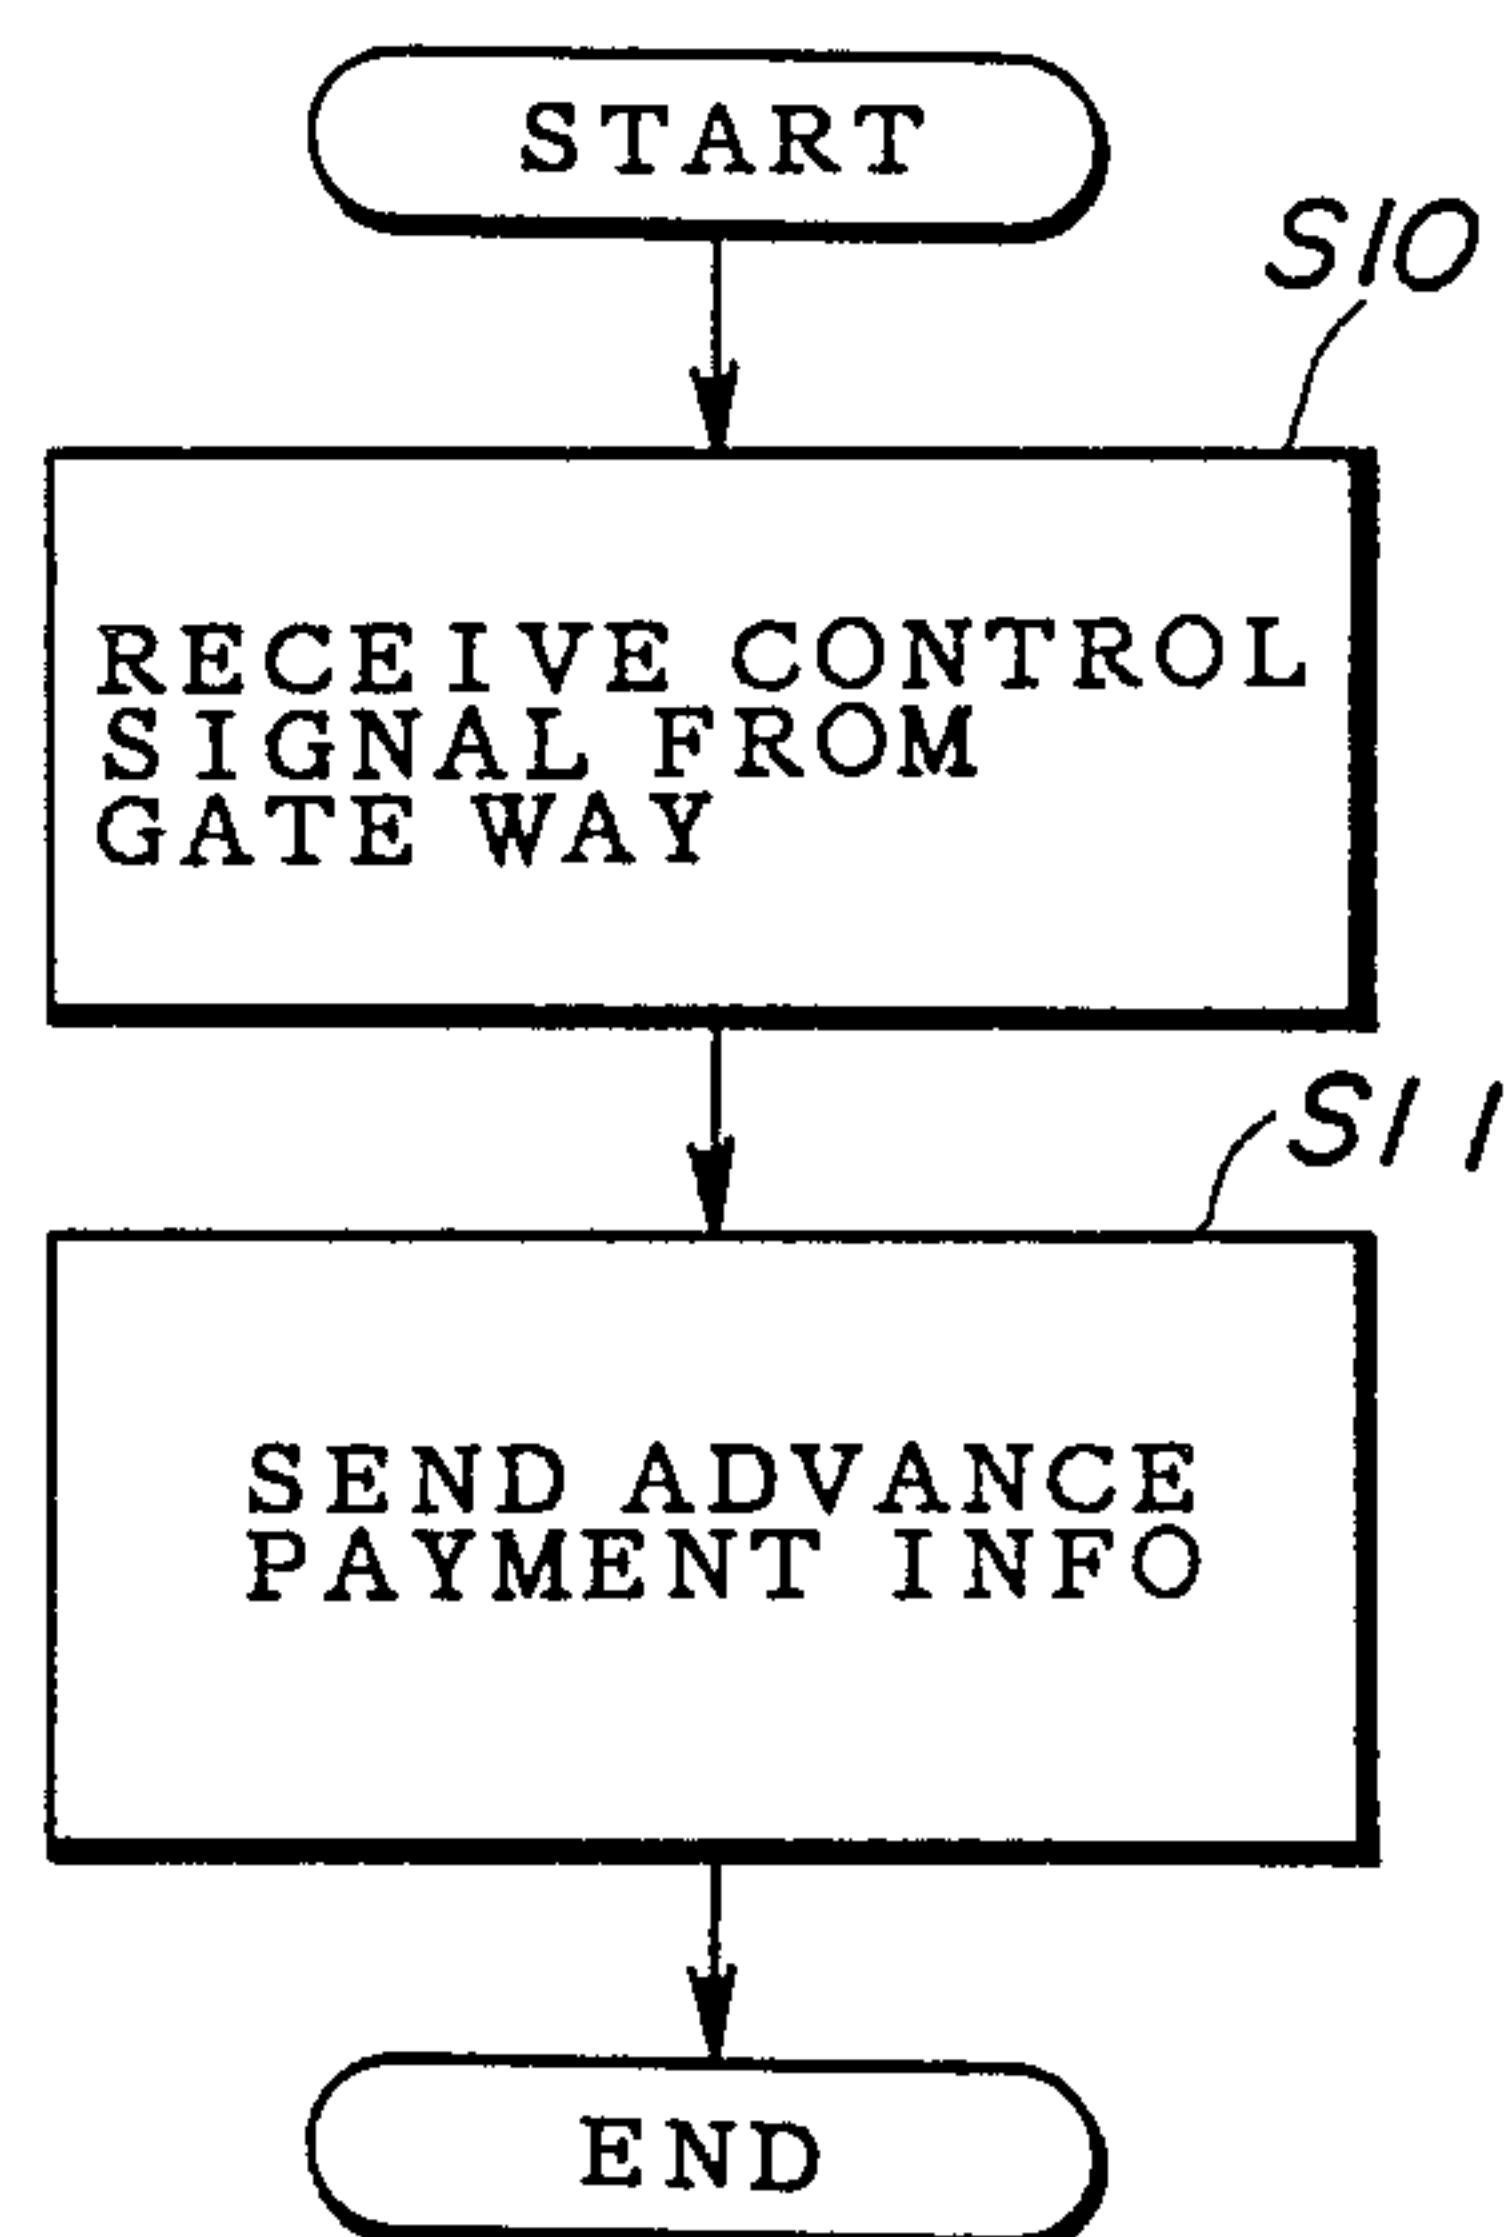 START
S10
RECEIVE CONTROL
SIGNAL FROM
GATE WAY
S11
SEND ADVANCE
PAYMENT INFO
END